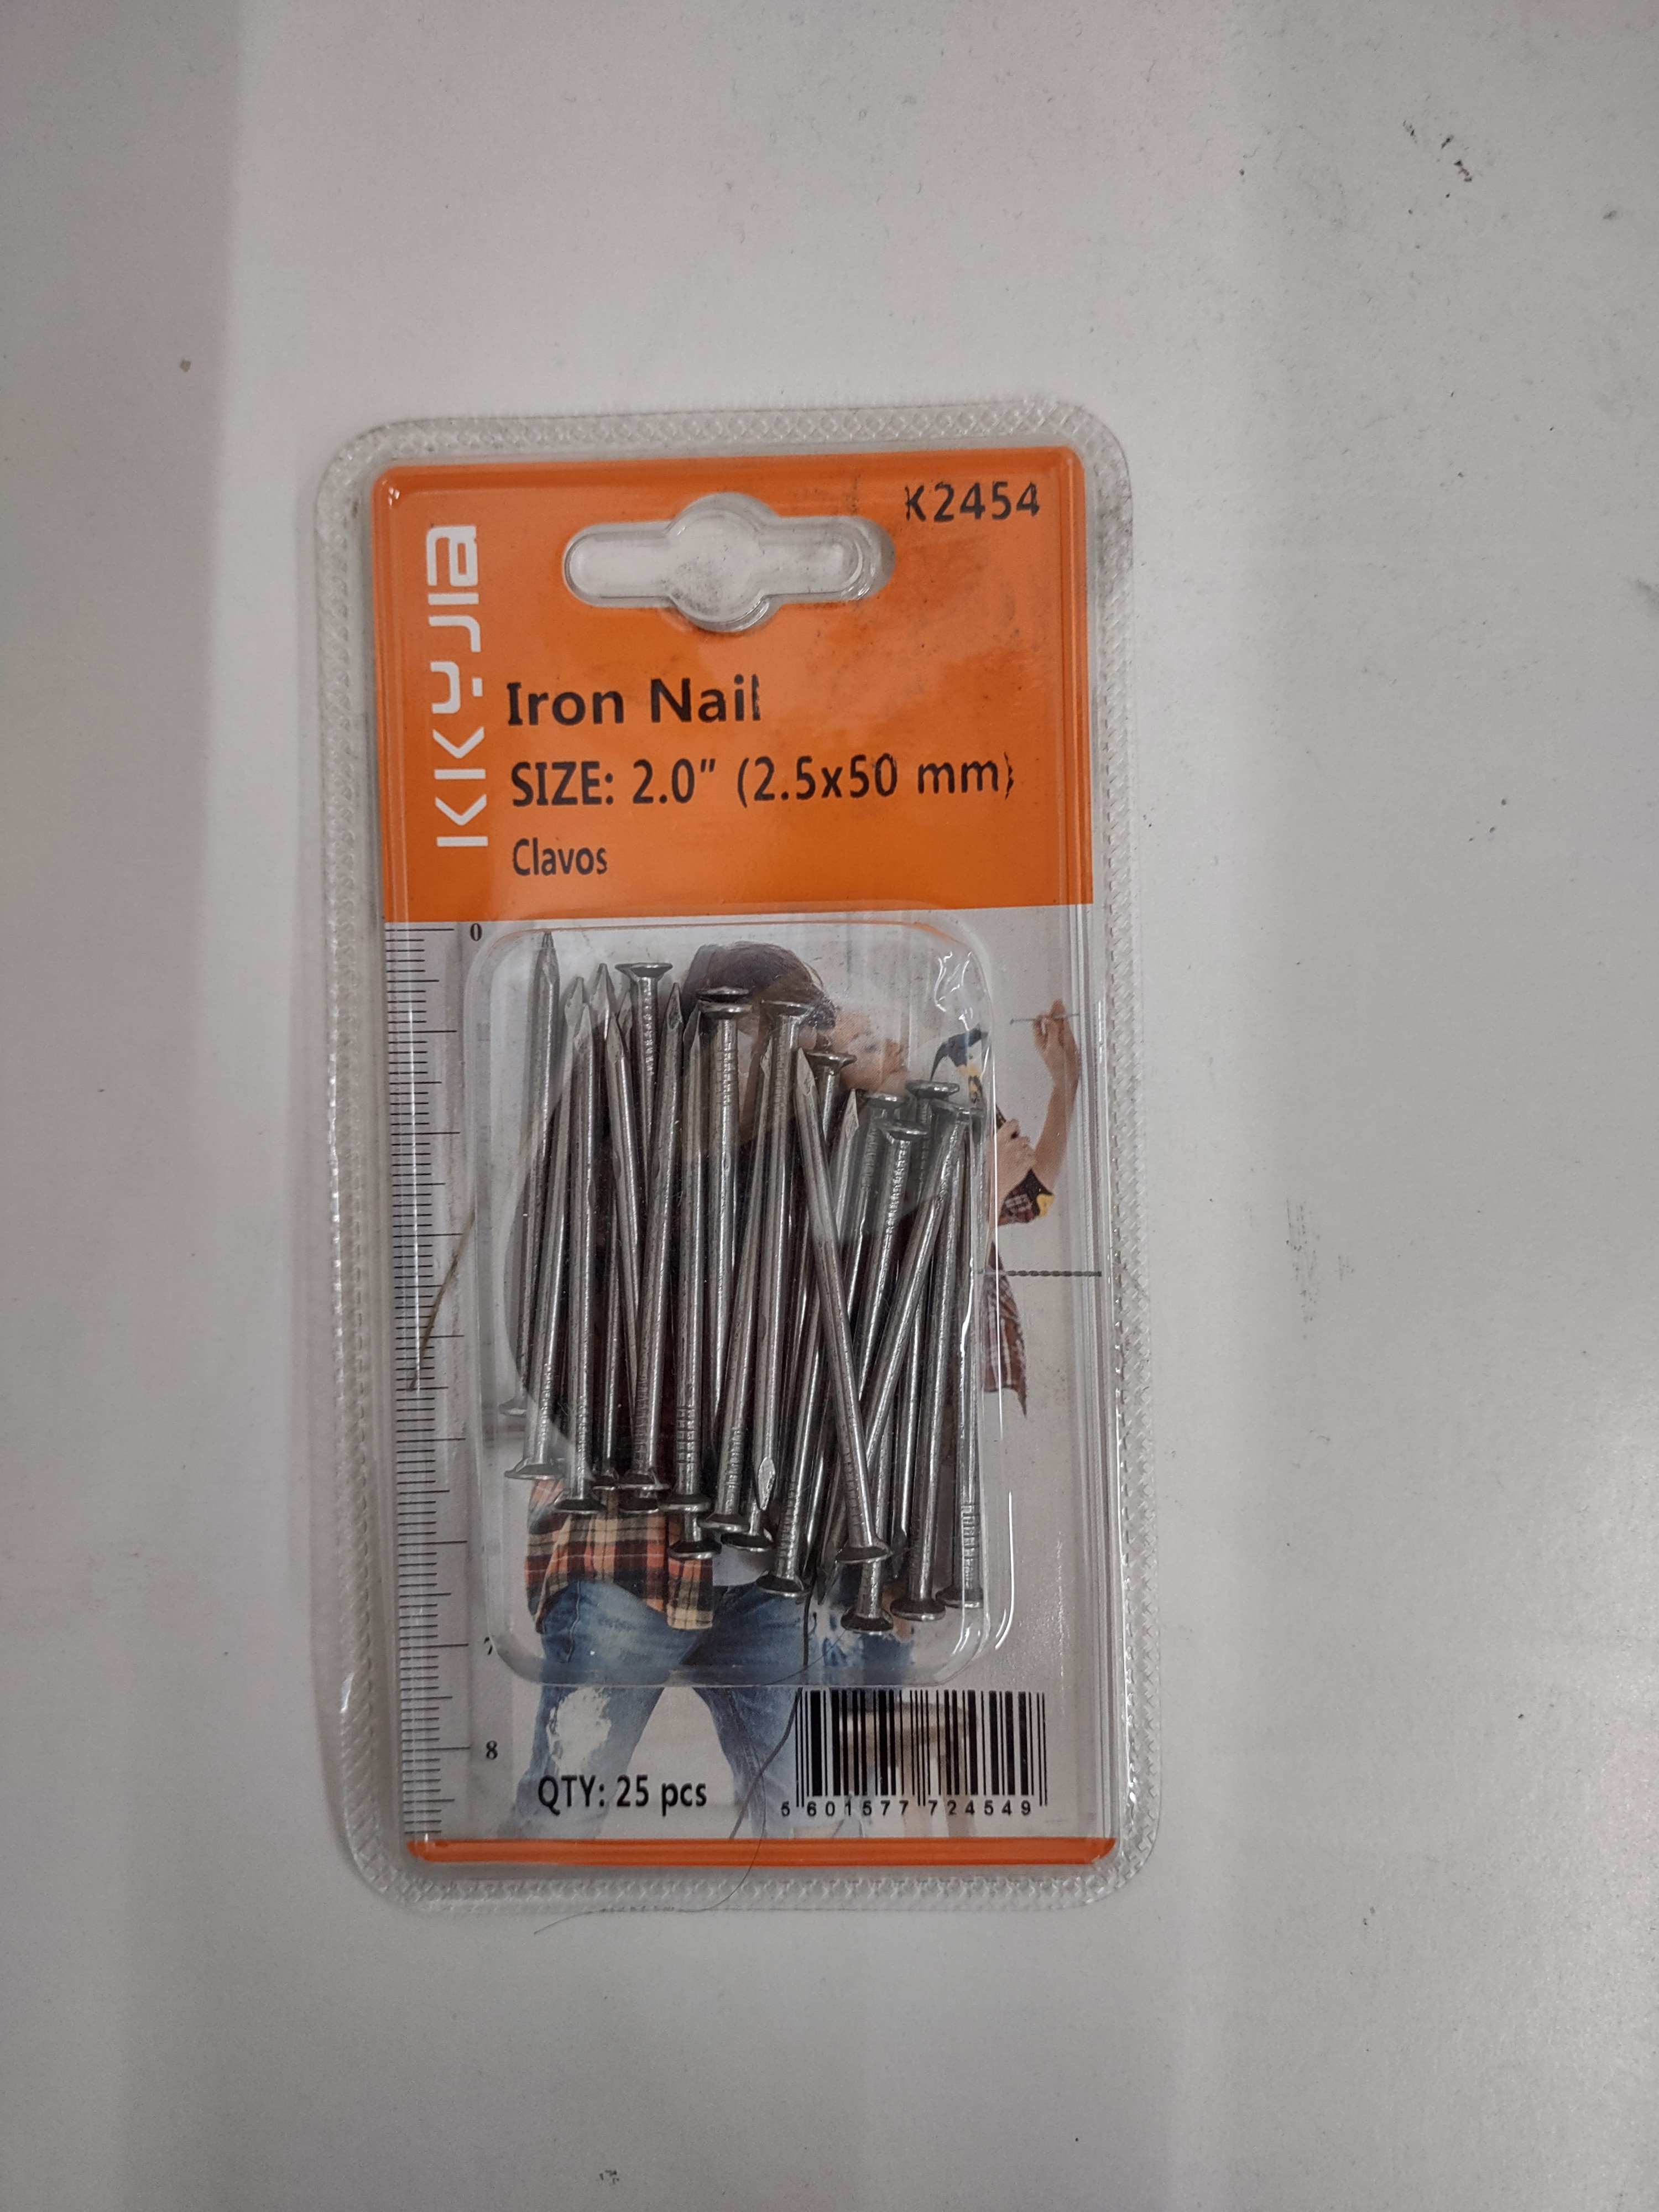 K2454
KKyJIa
Iron Nail
SIZE: 2.0" (2.5x50 mm)
Clavos
0
7
8
QTY: 25 pcs
5 601577 724549